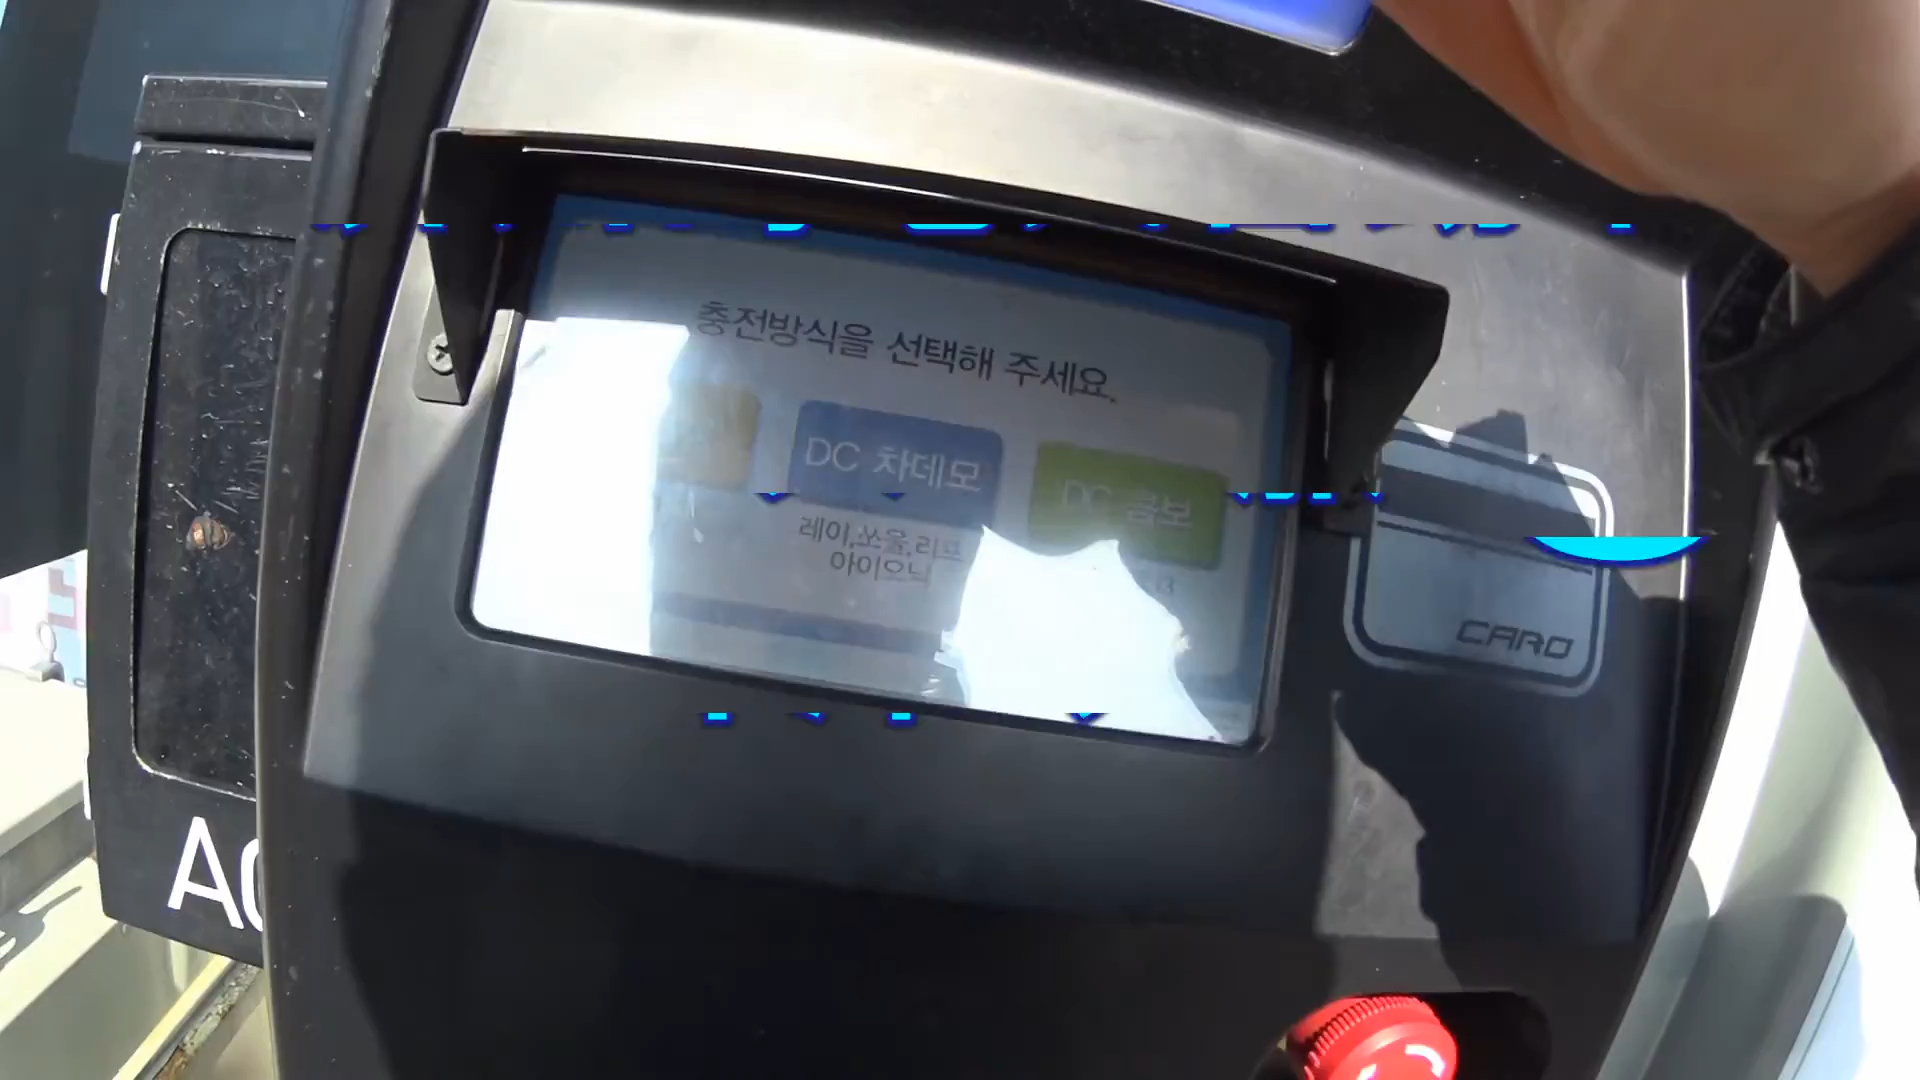 충전방식을 선택해 주세요.
DC 차데모
DC 콤보
레이,쏘울,리프
아이오닉
CARD